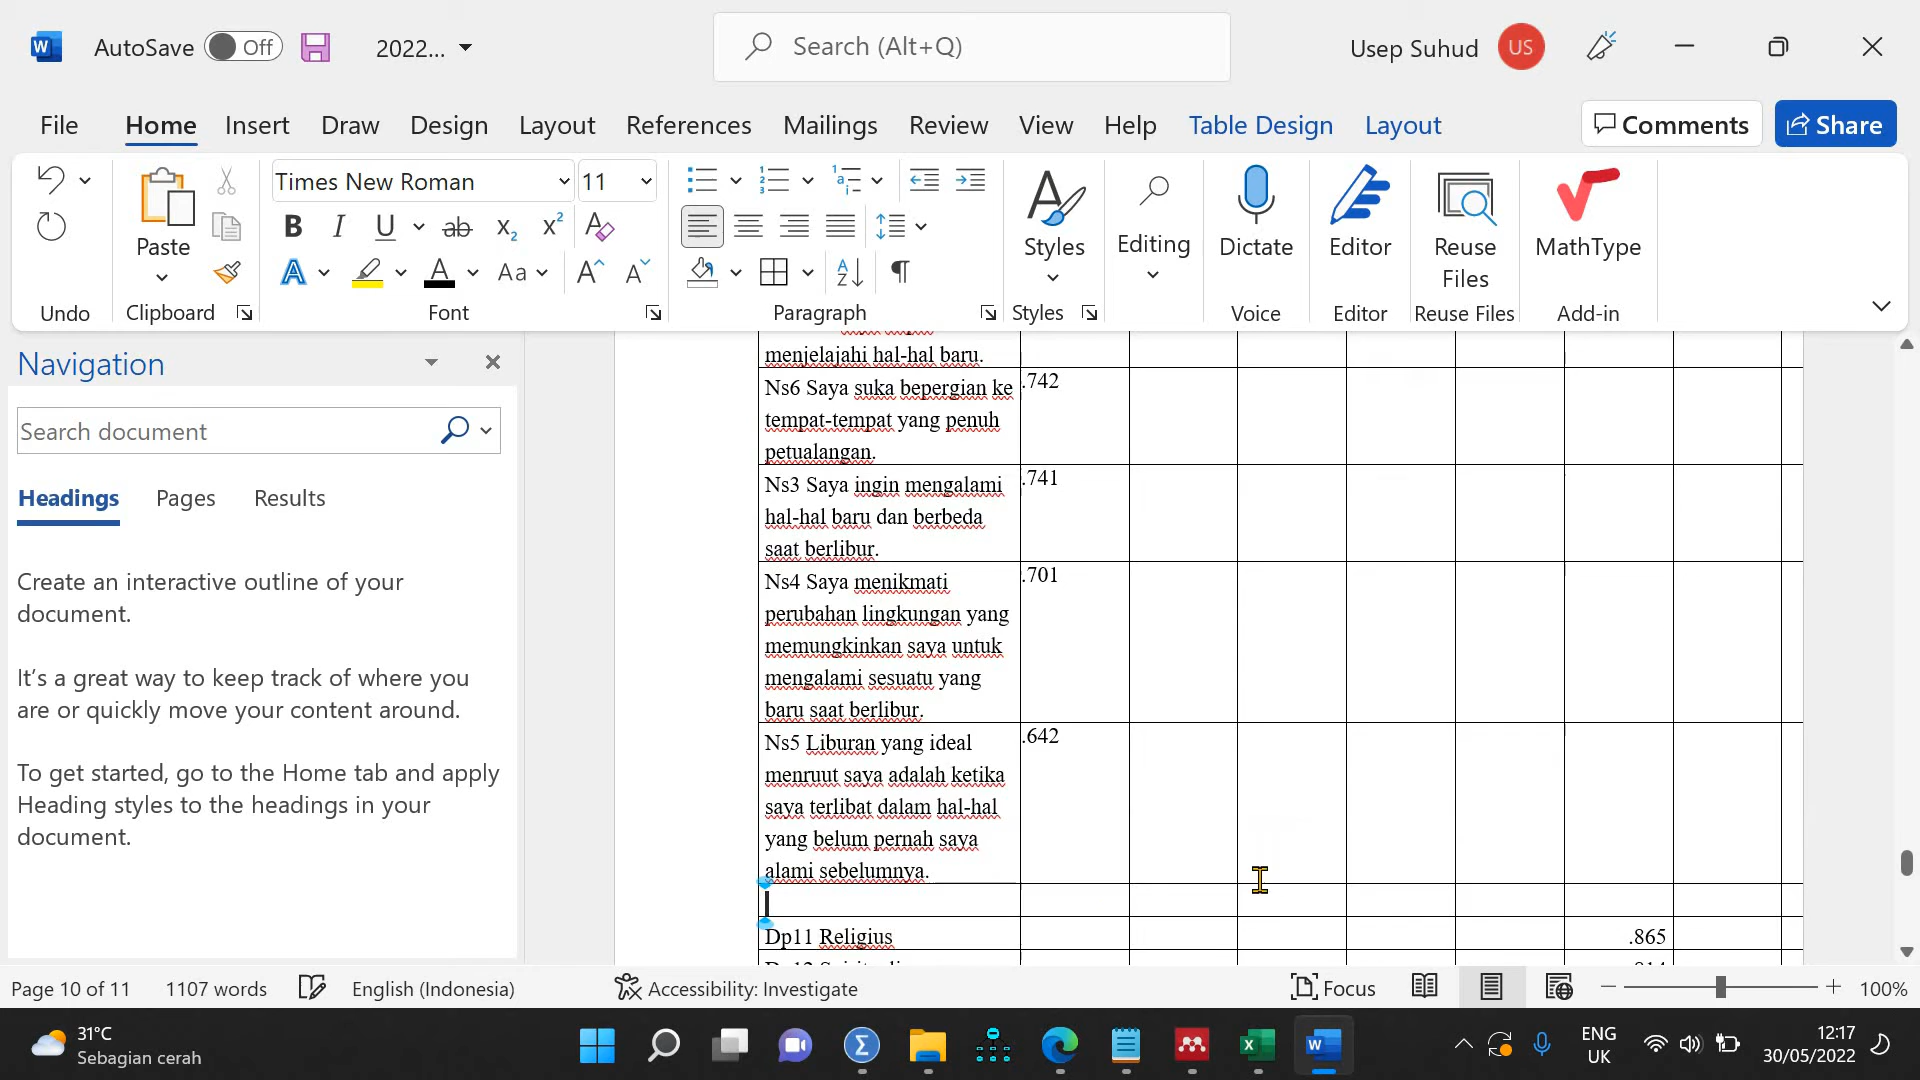 AutoSave Off 2022... Search (Alt+Q) Usep Suhud US
File Home Insert Draw Design Layout References Mailings Review View Help Table Design Layout Comments Share
Times New Roman 11
Paste
Styles
Editing
Dictate
Editor
Reuse
Files
MathType
Undo Clipboard Font Paragraph Styles Voice Editor Reuse Files Add-in
Navigation
Search document
Headings Pages Results
Create an interactive outline of your
document.
It's a great way to keep track of where you
are or quickly move your content around.
To get started, go to the Home tab and apply
Heading styles to the headings in your
document.
menjelajahi hal-hal baru.
Ns6 Saya suka bepergian ke .742
tempat-tempat yang penuh
petualangan.
Ns3 Saya ingin mengalami .741
hal-hal baru dan berbeda
saat berlibur.
Ns4 Saya menikmati .701
perubahan lingkungan yang
memungkinkan saya untuk
mengalami sesuatu yang
baru saat berlibur.
Ns5 Liburan yang ideal .642
menruut saya adalah ketika
saya terlibat dalam hal-hal
yang belum pernah saya
alami sebelumnya.
Dp11 Religius .865
Page 10 of 11 1107 words English (Indonesia) Accessibility: Investigate Focus 100%
31°C
Sebagian cerah
ENG
UK
12:17
30/05/2022